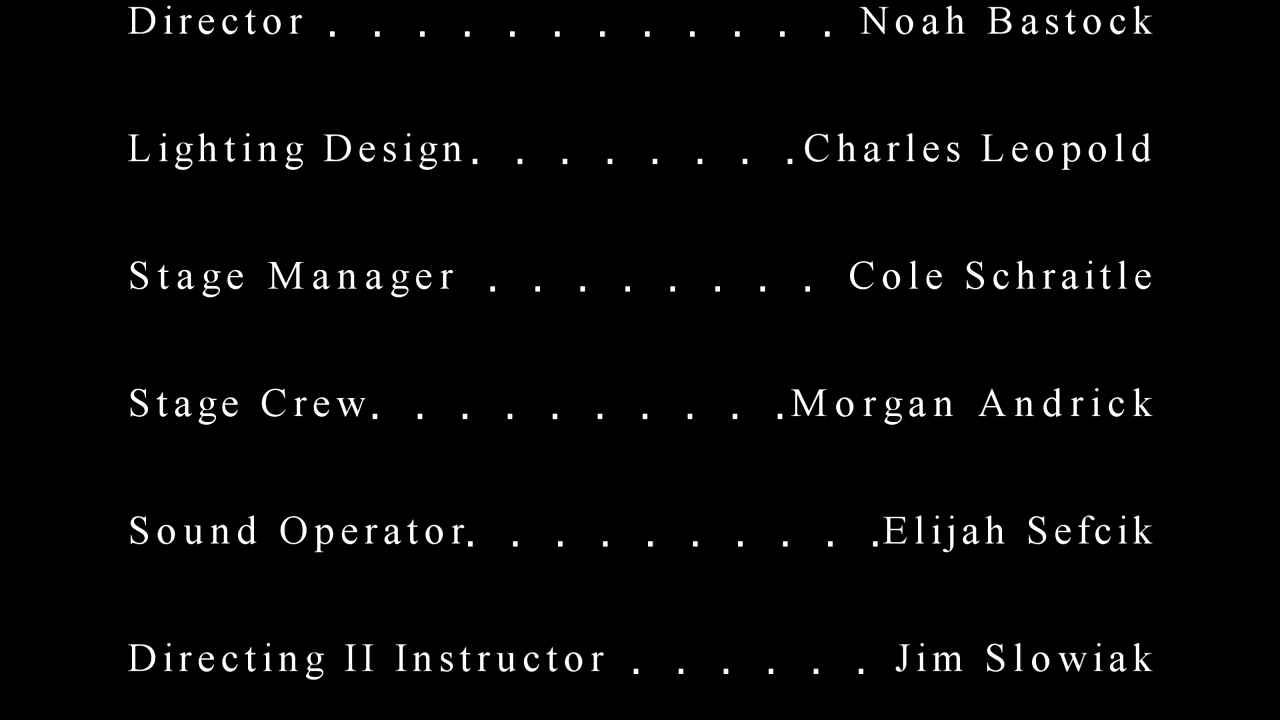 Director . . . . . . . . . . . . Noah Bastock
Lighting Design. . . . . . . .Charles Leopold
Stage Manager . . . . . . . . Cole Schraitle
Stage Crew. . . . . . . . . .Morgan Andrick
Sound Operator. . . . . . . . . .Elijah Sefcik
Directing II Instructor . . . . . . Jim Slowiak